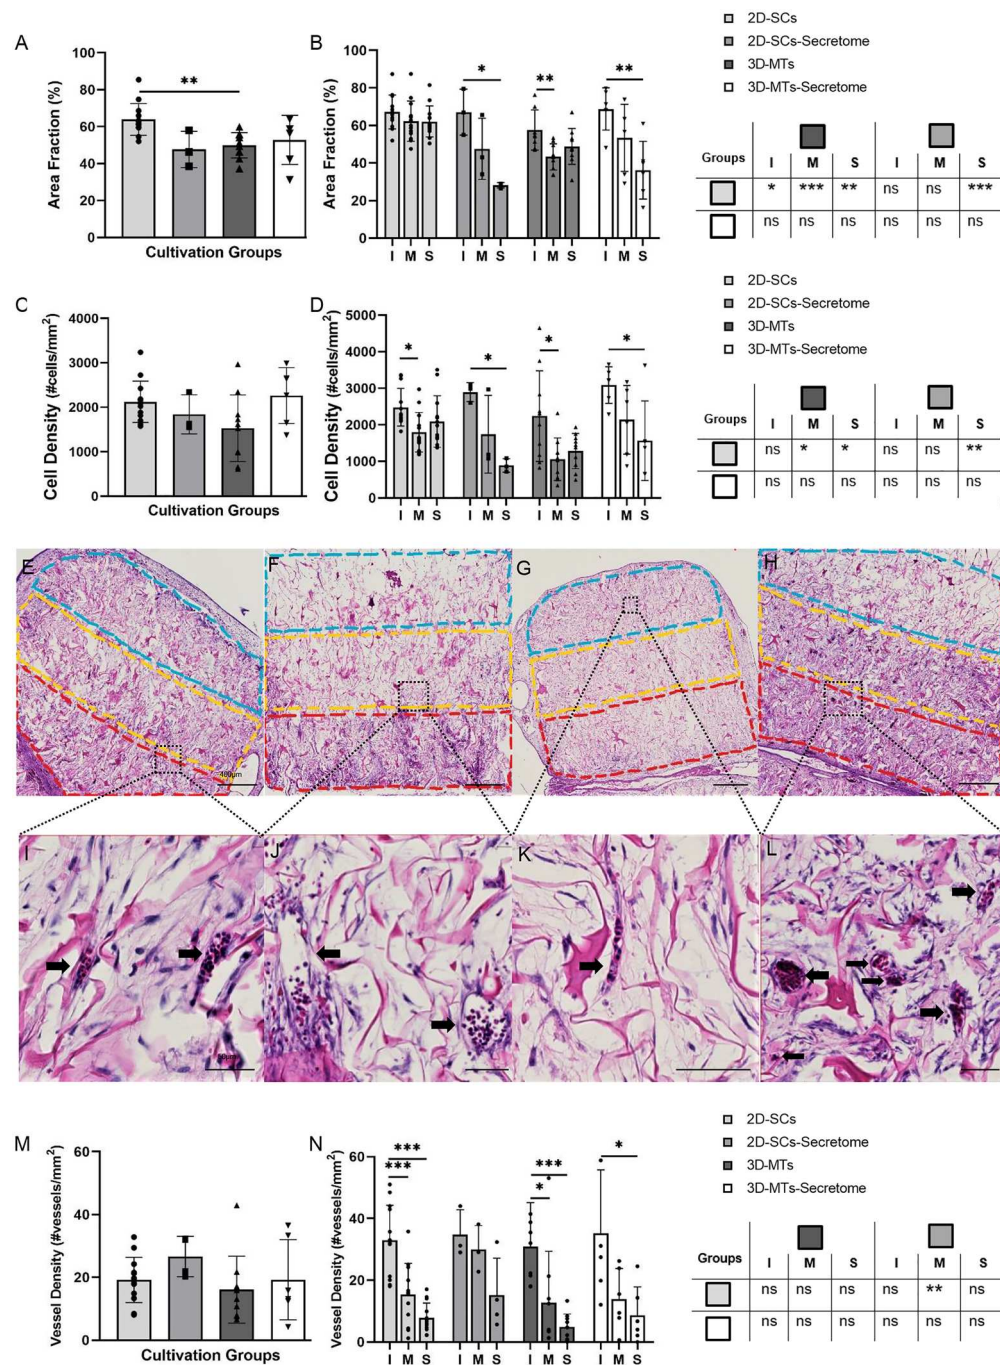 A
Area Fraction (%)
100
80
60
40
20
0
**
Cultivation Groups
B
Area Fraction (%)
100
80
60
40
20
0
* ** **
I M S I M S I M S I M S
2D-SCs
2D-SCs-Secretome
3D-MTs
3D-MTs-Secretome
Groups I M S I M S
* *** ** ns ns ***
ns ns ns ns ns ns
C
Cell Density (#cells/mm²)
4000
3000
2000
1000
0
Cultivation Groups
D
Cell Density (#cells/mm²)
5000
4000
3000
2000
1000
0
* * * *
I M S I M S I M S I M S
2D-SCs
2D-SCs-Secretome
3D-MTs
3D-MTs-Secretome
Groups I M S I M S
ns * * ns ns **
ns ns ns ns ns ns
E F G H
400µm
I J K L
M
Vessel Density (#vessels/mm²)
60
40
20
0
Cultivation Groups
N
Vessel Density (#vessels/mm²)
60
40
20
0
*** *** *
*** *
I M S I M S I M S I M S
2D-SCs
2D-SCs-Secretome
3D-MTs
3D-MTs-Secretome
Groups I M S I M S
ns ns ns ns ** ns
ns ns ns ns ns ns